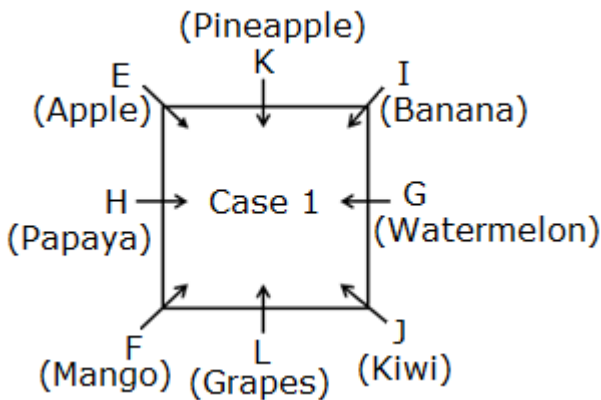 (Pineapple)
E K I
(Apple) (Banana)
H Case 1 G
(Papaya) (Watermelon)
F L J
(Mango) (Grapes) (Kiwi)